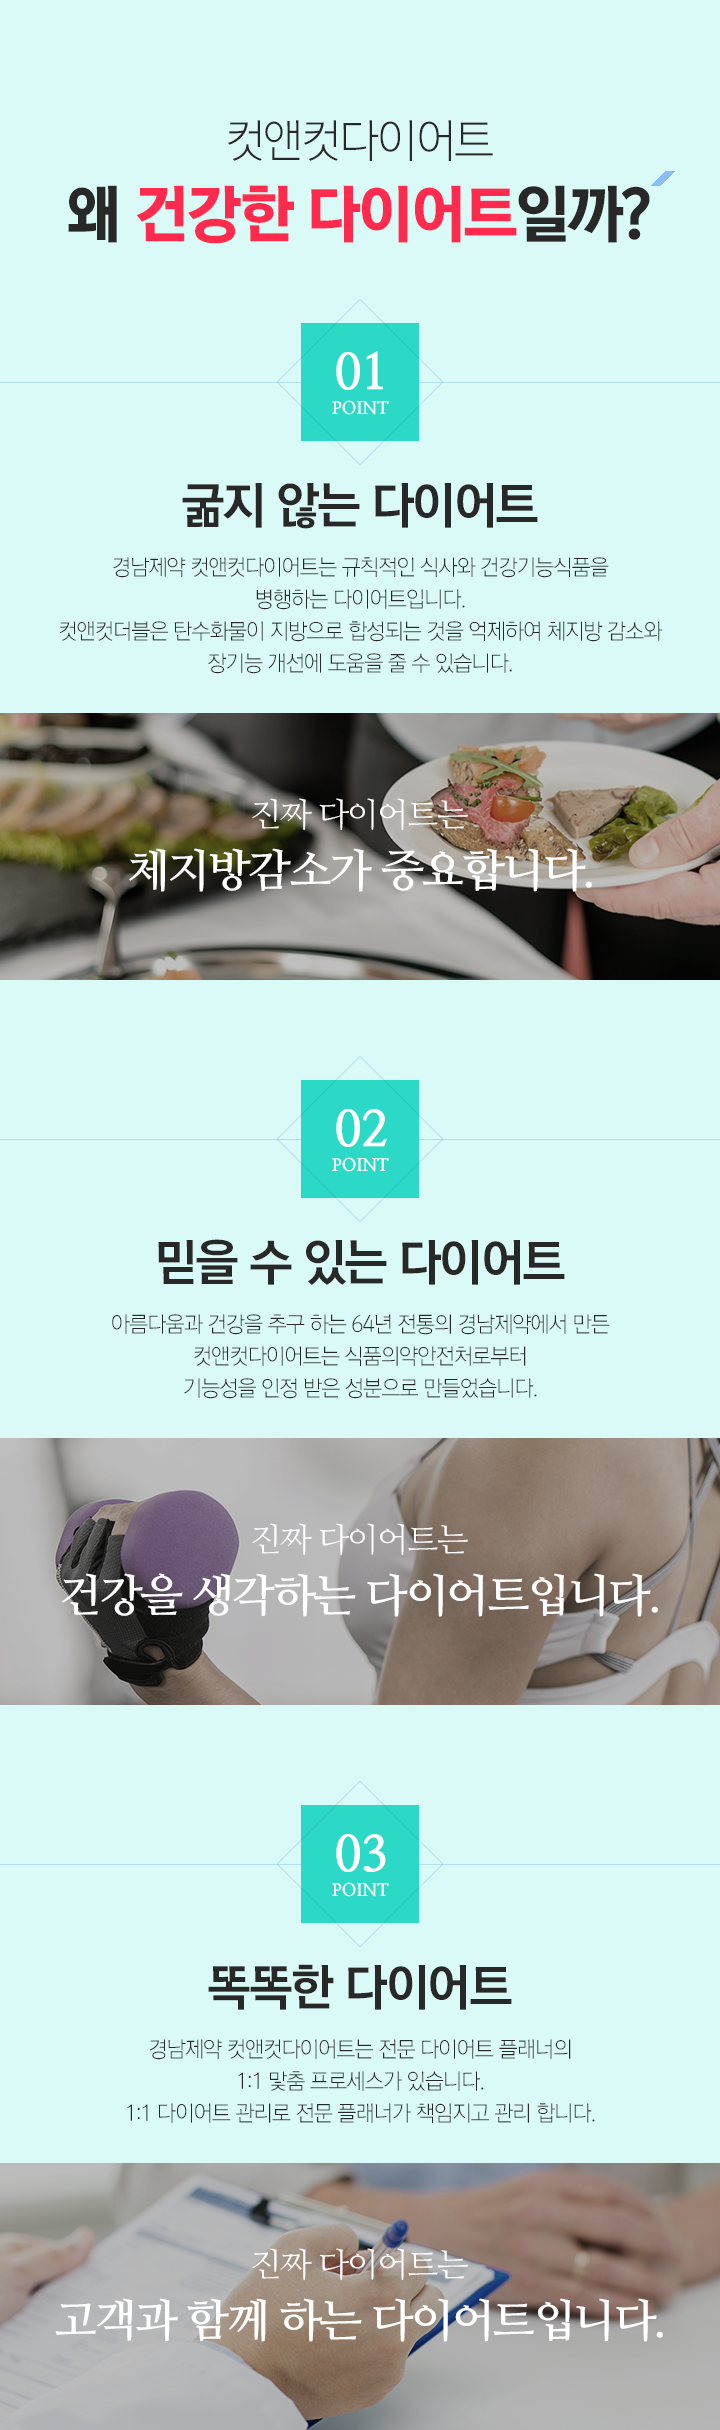 컷앤컷다이어트
왜 건강한 다이어트일까?
01
POINT
굶지 않는 다이어트
경남제약 컷앤컷다이어트는 규칙적인 식사와 건강기능식품을
병행하는 다이어트입니다.
컷앤컷더블은 탄수화물이 지방으로 합성되는 것을 억제하여 체지방 감소와
장기능 개선에 도움을 줄 수 있습니다.
진짜 다이어트는
체지방감소가 중요합니다.
02
POINT
믿을 수 있는 다이어트
아름다움과 건강을 추구 하는 64년 전통의 경남제약에서 만든
컷앤컷다이어트는 식품의약안전처로부터
기능성을 인정 받은 성분으로 만들었습니다.
진짜 다이어트는
건강을 생각하는 다이어트입니다.
03
POINT
똑똑한 다이어트
경남제약 컷앤컷다이어트는 전문 다이어트 플래너의
1:1 맞춤 프로세스가 있습니다.
1:1 다이어트 관리로 전문 플래너가 책임지고 관리 합니다.
진짜 다이어트는
고객과 함께 하는 다이어트입니다.